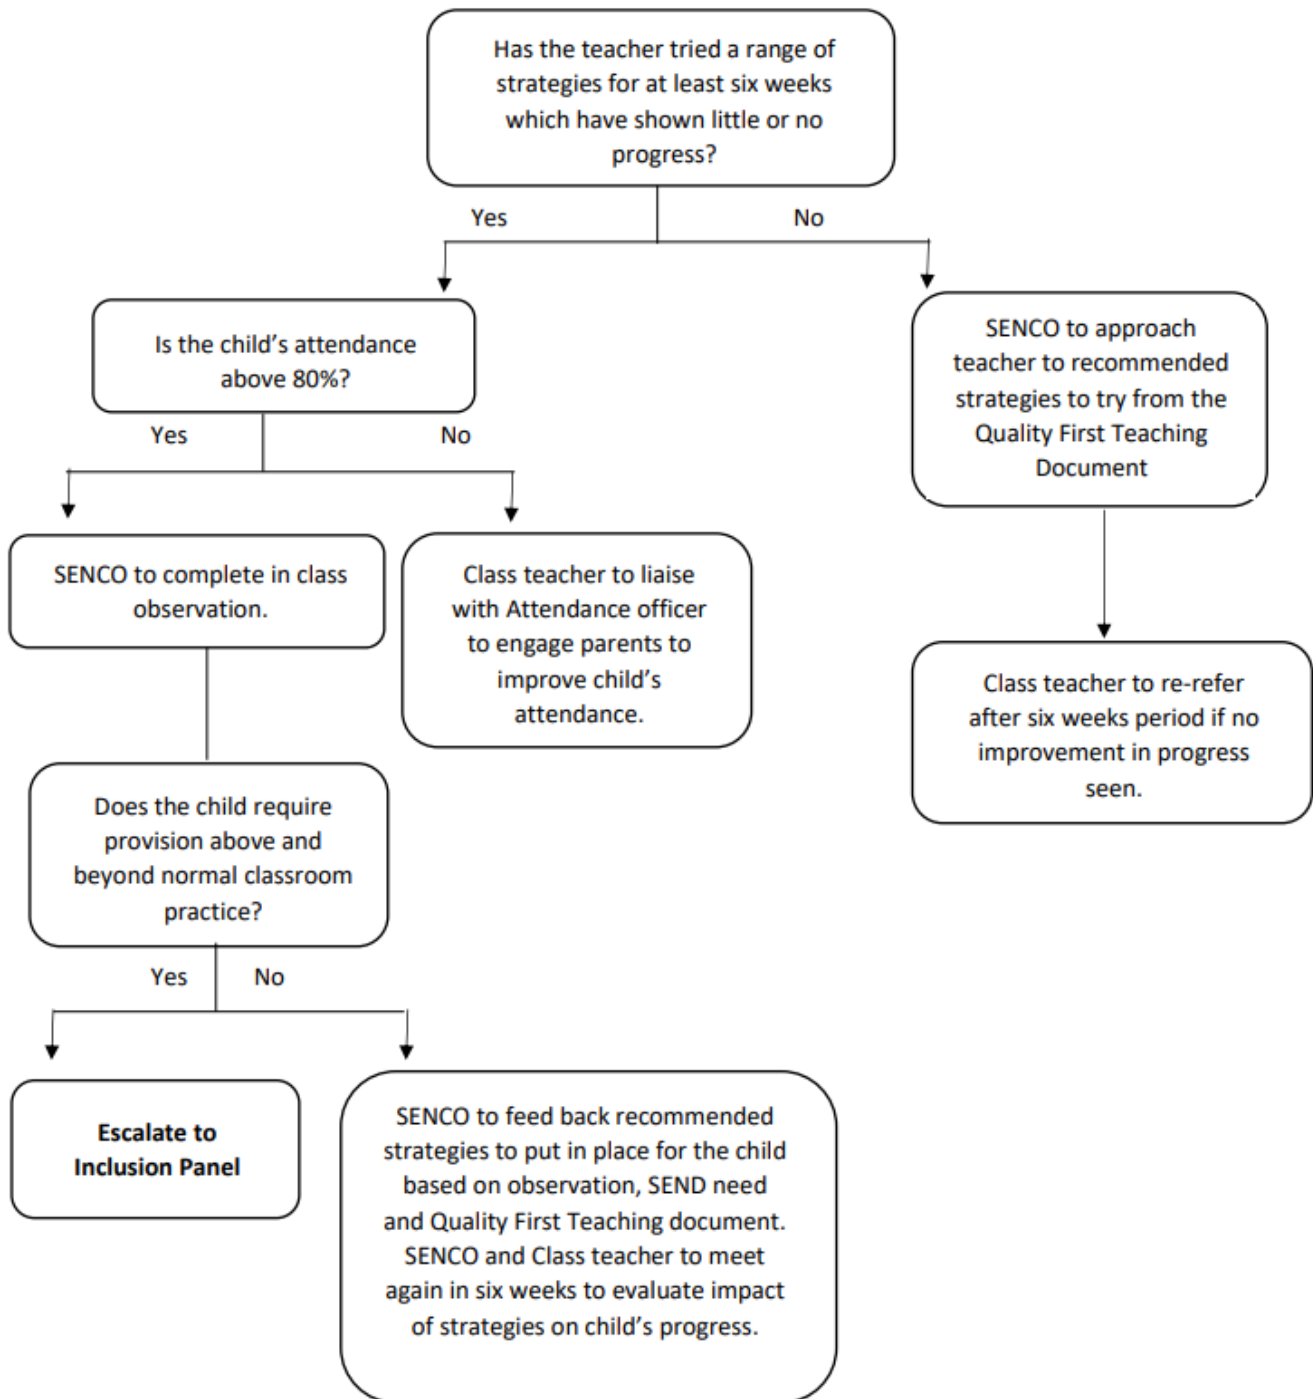 Has the teacher tried a range of
strategies for at least six weeks
which have shown little or no
progress?
Yes
No
Is the child's attendance
above 80%?
SENCO to approach
teacher to recommended
strategies to try from the
Quality First Teaching
Document
Yes
No
SENCO to complete in class
observation.
Class teacher to liaise
with Attendance officer
to engage parents to
improve child's
attendance.
Class teacher to re-refer
after six weeks period if no
improvement in progress
seen.
Does the child require
provision above and
beyond normal classroom
practice?
Yes
No
Escalate to
Inclusion Panel
SENCO to feed back recommended
strategies to put in place for the child
based on observation, SEND need
and Quality First Teaching document.
SENCO and Class teacher to meet
again in six weeks to evaluate impact
of strategies on child's progress.